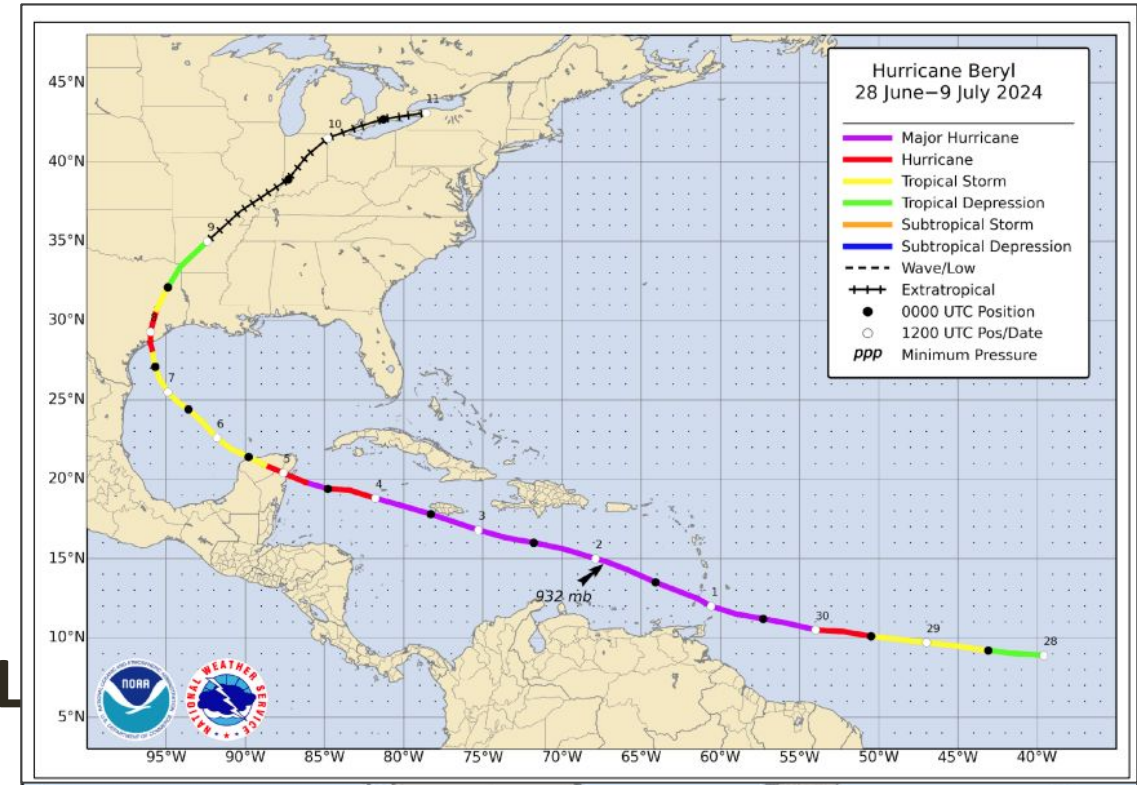 Hurricane Beryl
28 June−9 July 2024
Major Hurricane
Hurricane
Tropical Storm
Tropical Depression
Subtropical Storm
Subtropical Depression
Wave/Low
Extratropical
0000 UTC Position
1200 UTC Pos/Date
ppp Minimum Pressure
45°N
40°N
35°N
30°N
25°N
20°N
15°N
10°N
5°N
11
10
9
7
6
5
4
3
2
1
30
29
28
932 mb
L
NOAA
NATIONAL WEATHER SERVICE
95°W 90°W 85°W 80°W 75°W 70°W 65°W 60°W 55°W 50°W 45°W 40°W